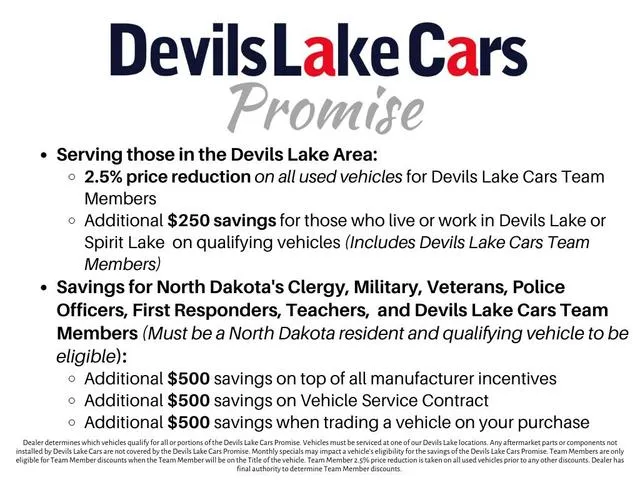 Devils Lake Cars
Promise
• Serving those in the Devils Lake Area:
○ 2.5% price reduction on all used vehicles for Devils Lake Cars Team
Members
○ Additional $250 savings for those who live or work in Devils Lake or
Spirit Lake on qualifying vehicles (Includes Devils Lake Cars Team
Members)
• Savings for North Dakota's Clergy, Military, Veterans, Police
Officers, First Responders, Teachers, and Devils Lake Cars Team
Members (Must be a North Dakota resident and qualifying vehicle to be
eligible):
○ Additional $500 savings on top of all manufacturer incentives
○ Additional $500 savings on Vehicle Service Contract
○ Additional $500 savings when trading a vehicle on your purchase
Dealer determines which vehicles qualify for all or portions of the Devils Lake Cars Promise. Vehicles must be serviced at one of our Devils Lake locations. Any aftermarket parts or components not
installed by Devils Lake Cars are not covered by the Devils Lake Cars Promise. Monthly specials may impact a vehicle's eligibility for the savings of the Devils Lake Cars Promise. Team Members are only
eligible for Team Member discounts when the Team Member will be on the Title of the vehicle. Team Member 2.5% price reduction is taken on all used vehicles prior to any other discounts. Dealer has
final authority to determine Team Member discounts.